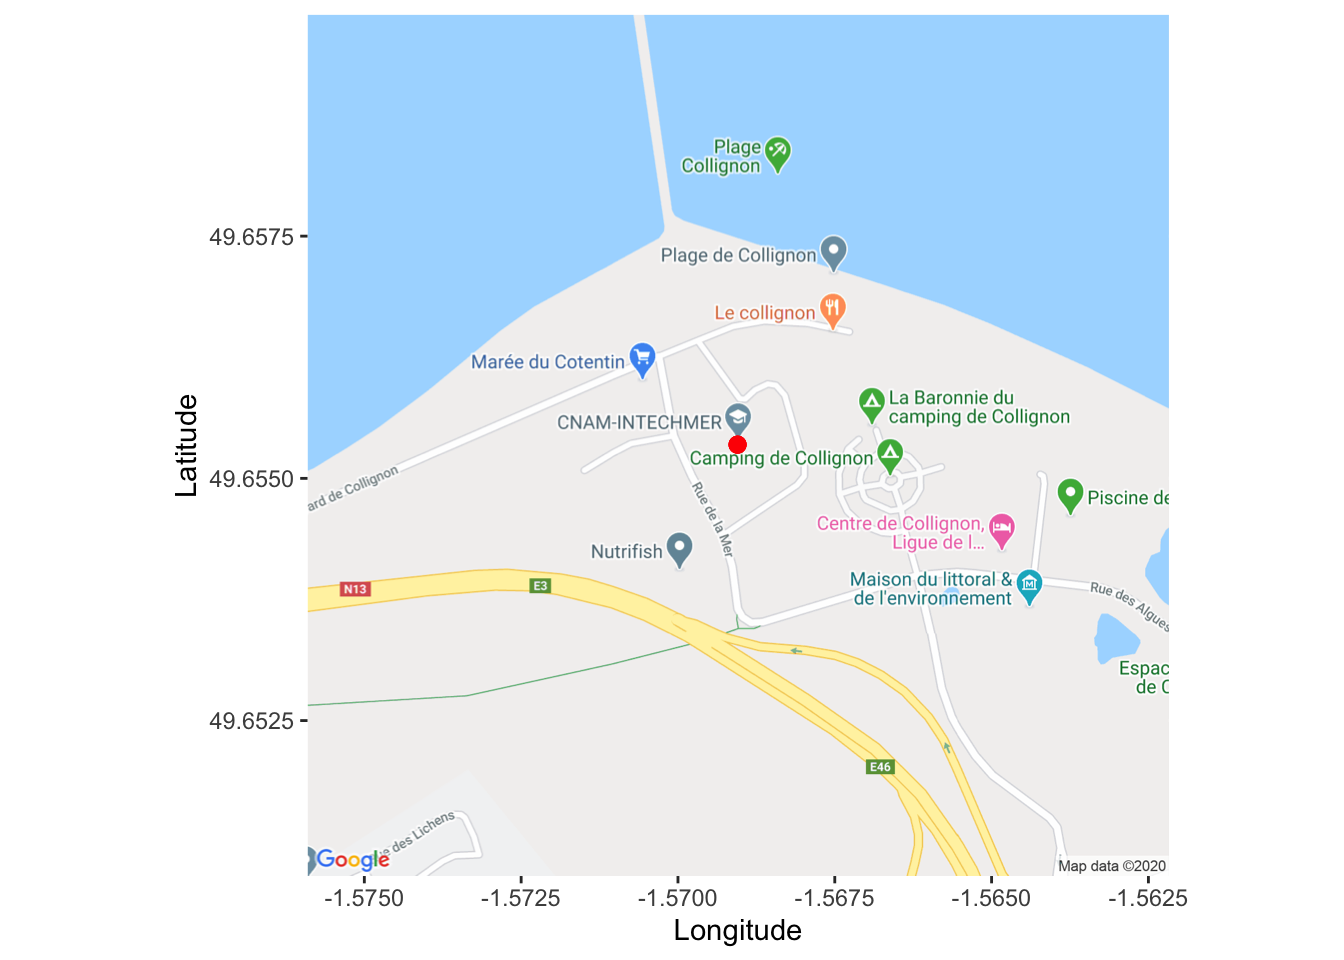 Plage
Collignon
49.6575
Plage de Collignon
Le collignon
Marée du Cotentin
La Baronnie du
camping de Collignon
CNAM-INTECHMER
Latitude
Camping de Collignon
49.6550
ard de Collignon
Rue de la Mer
Piscine de
Centre de Collignon,
Ligue de l...
Nutrifish
Maison du littoral &
de l'environnement
N13
E3
Rue des Algues
Espac
de C
49.6525
E46
e des Lichens
Google
Map data ©2020
-1.5750
-1.5725
-1.5700
-1.5675
-1.5650
-1.5625
Longitude